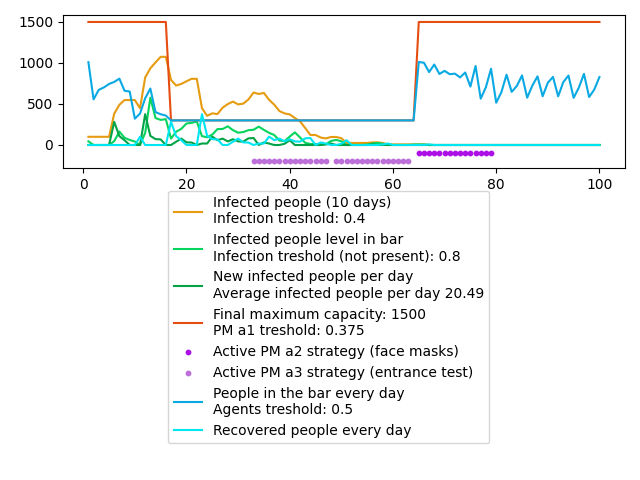 1500
1000
500
0
0 20 40 60 80 100
Infected people (10 days)
Infection treshold: 0.4
Infected people level in bar
Infection treshold (not present): 0.8
New infected people per day
Average infected people per day 20.49
Final maximum capacity: 1500
PM a1 treshold: 0.375
Active PM a2 strategy (face masks)
Active PM a3 strategy (entrance test)
People in the bar every day
Agents treshold: 0.5
Recovered people every day